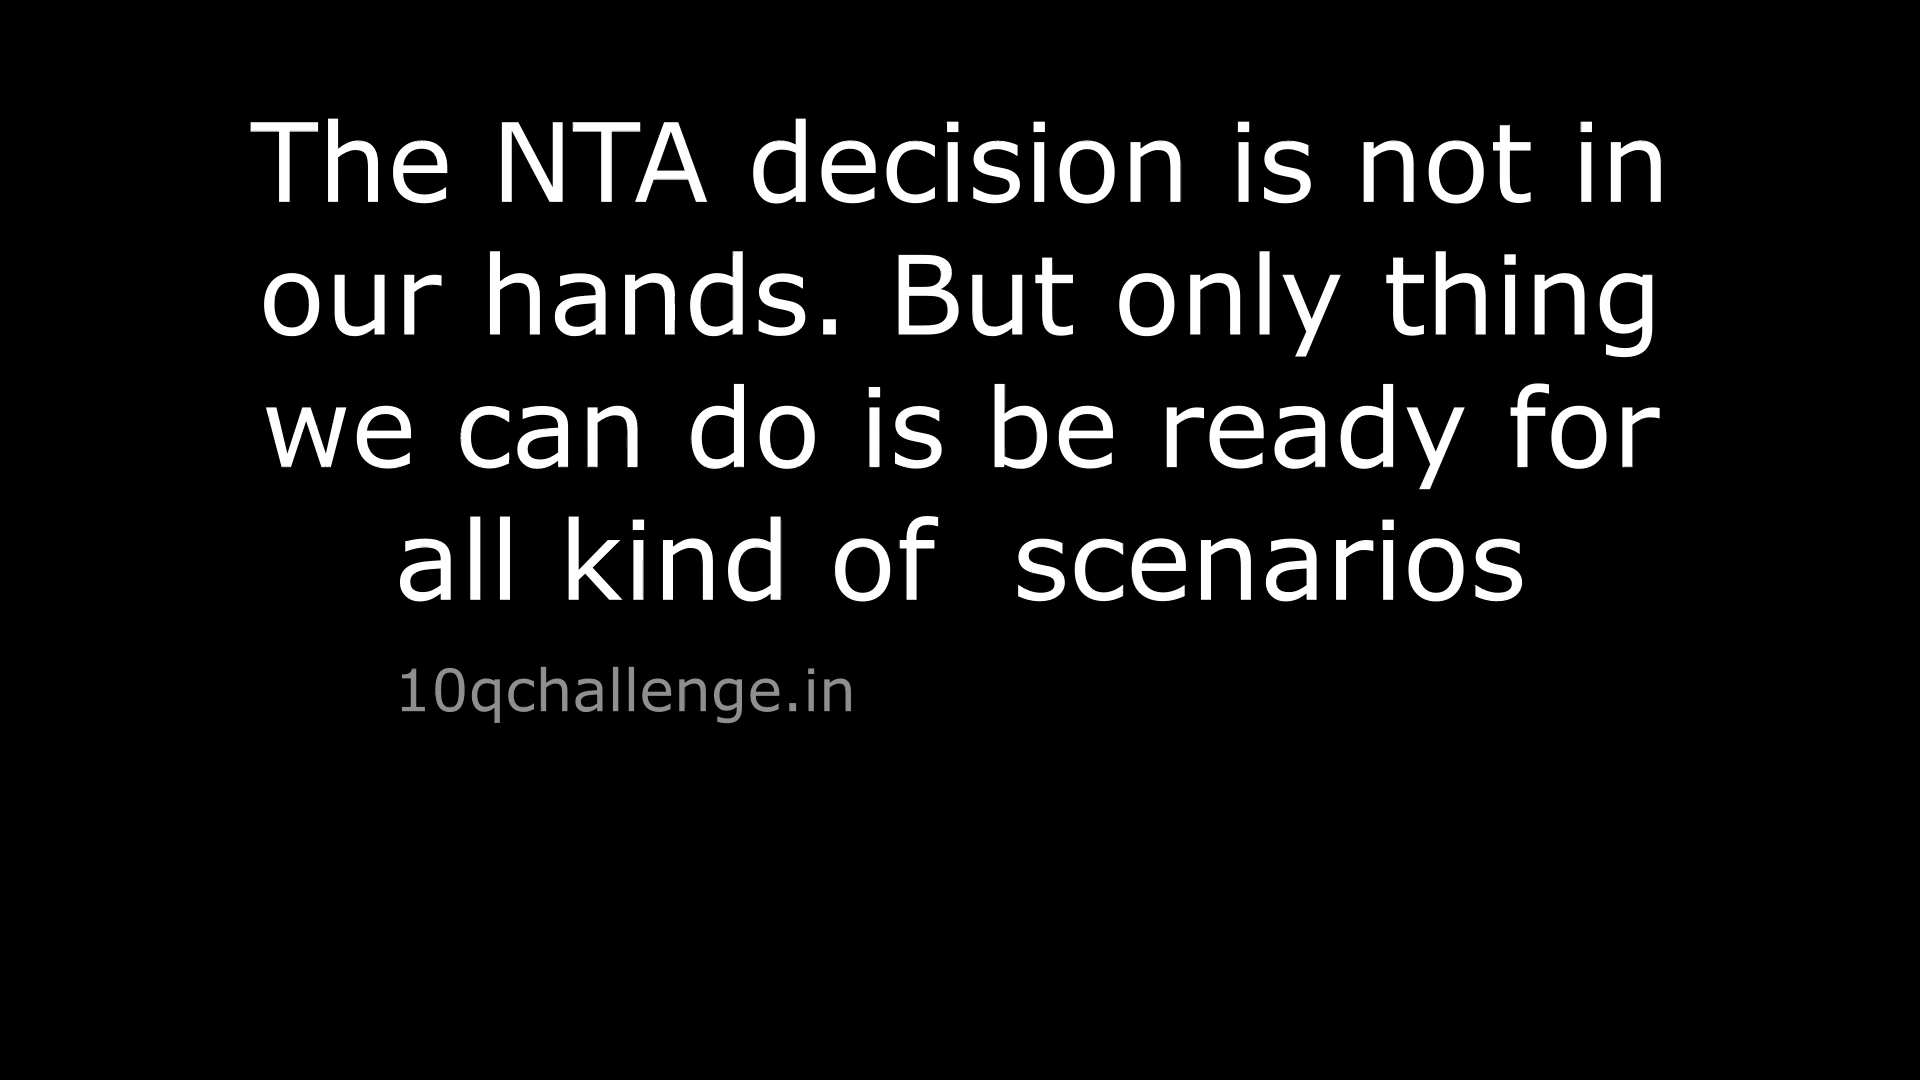 The NTA decision is not in
our hands. But only thing
we can do is be ready for
all kind of  scenarios
10qchallenge.in